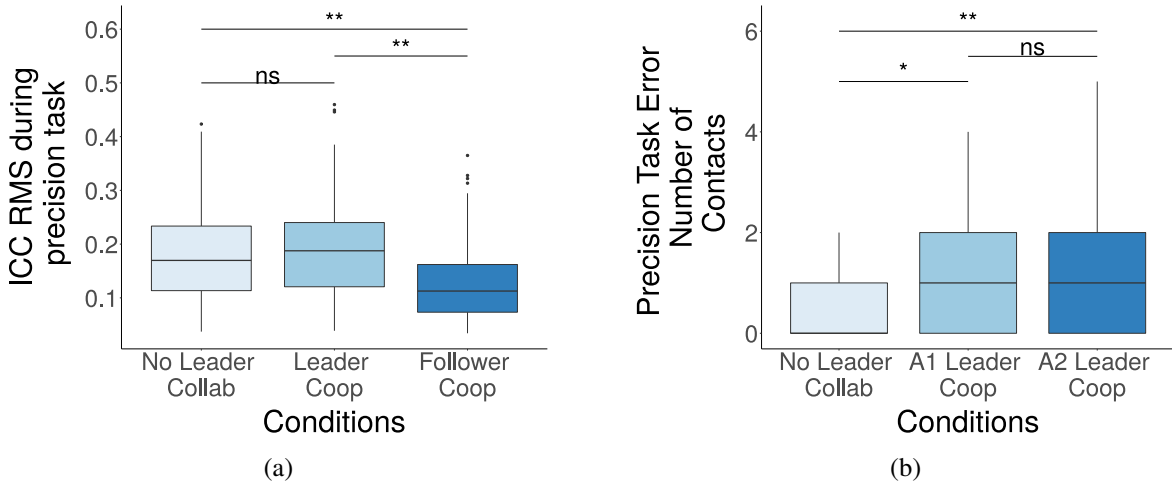 ICC RMS during
precision task
0.6
0.5
0.4
0.3
0.2
0.1
**
**
ns
No Leader
Collab
Leader
Coop
Follower
Coop
Conditions
(a)
Precision Task Error
Number of
Contacts
6
4
2
0
**
ns
*
No Leader
Collab
A1 Leader
Coop
A2 Leader
Coop
Conditions
(b)